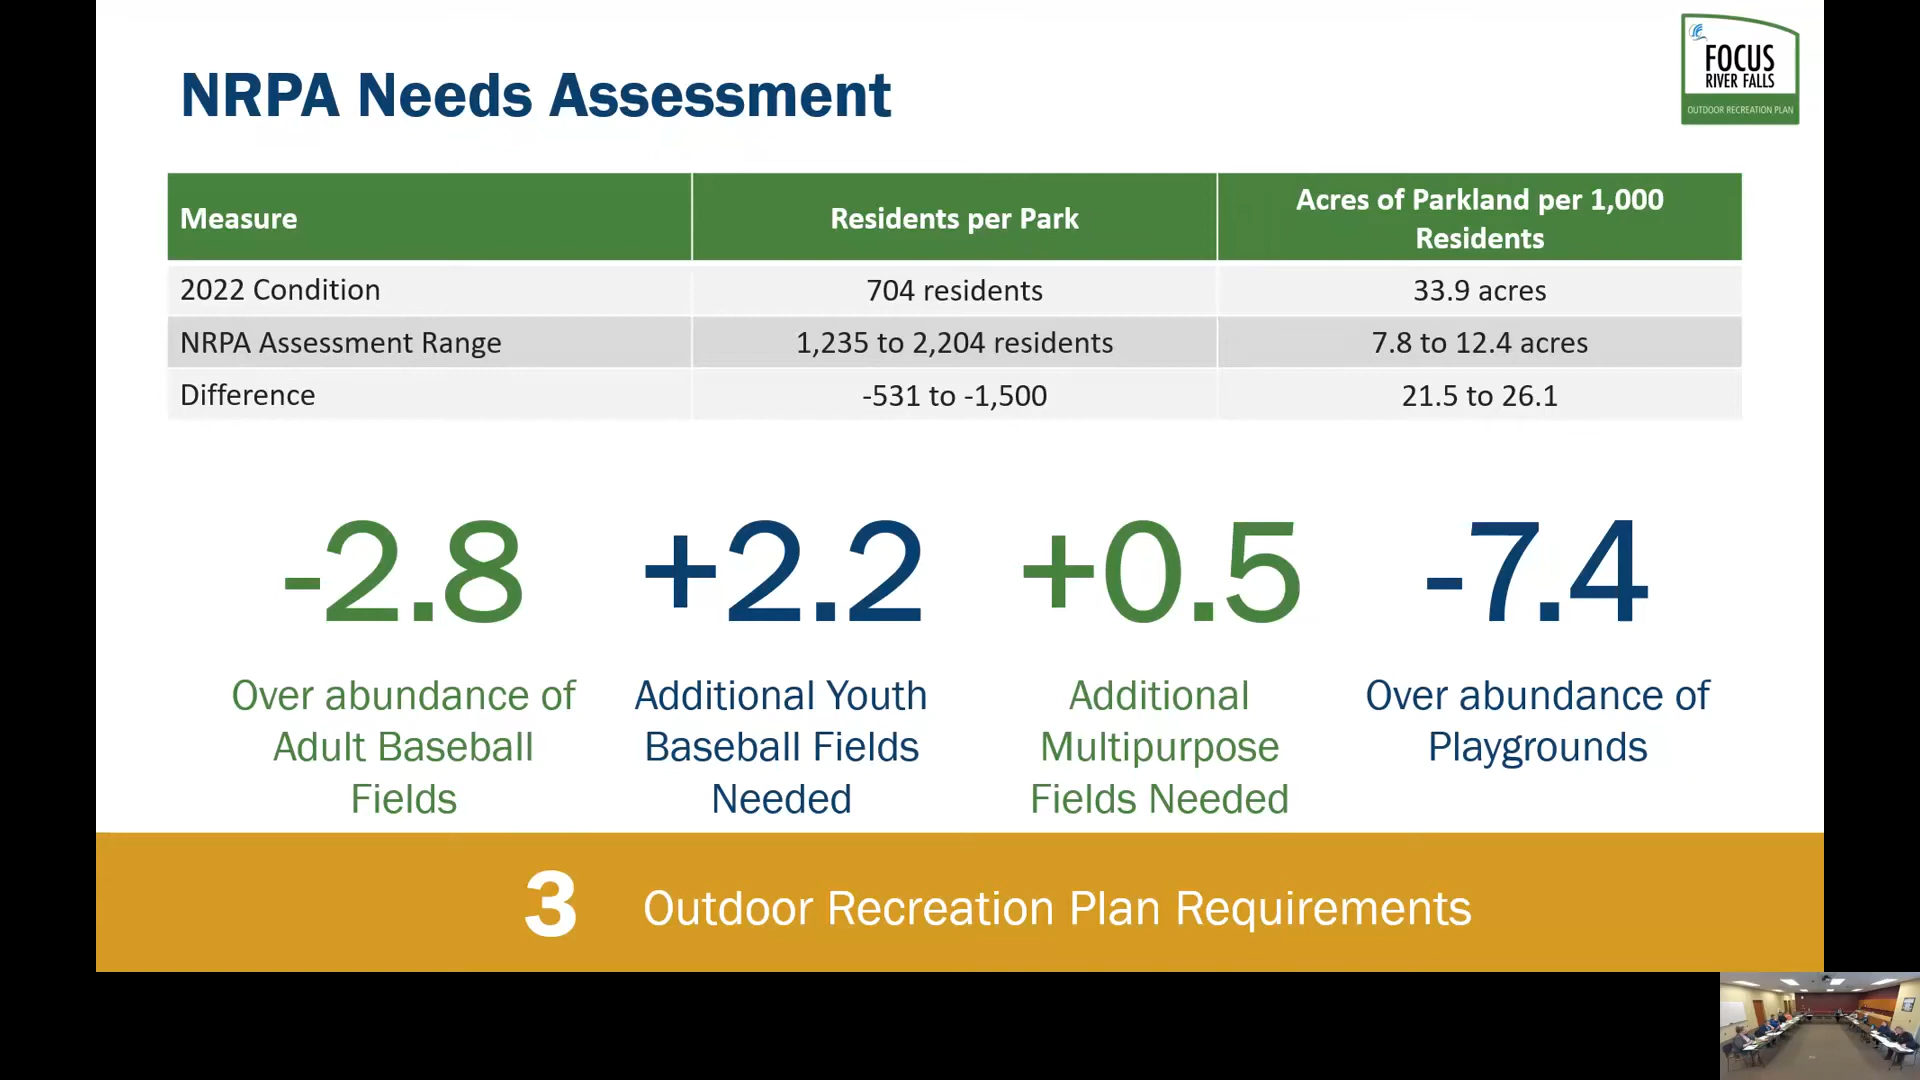 NRPA Needs Assessment
FOCUS
RIVER FALLS
OUTDOOR RECREATION PLAN
Measure
Residents per Park
Acres of Parkland per 1,000
Residents
2022 Condition
704 residents
33.9 acres
NRPA Assessment Range
1,235 to 2,204 residents
7.8 to 12.4 acres
Difference
-531 to -1,500
21.5 to 26.1
-2.8
Over abundance of
Adult Baseball
Fields
+2.2
Additional Youth
Baseball Fields
Needed
+0.5
Additional
Multipurpose
Fields Needed
-7.4
Over abundance of
Playgrounds
3 Outdoor Recreation Plan Requirements